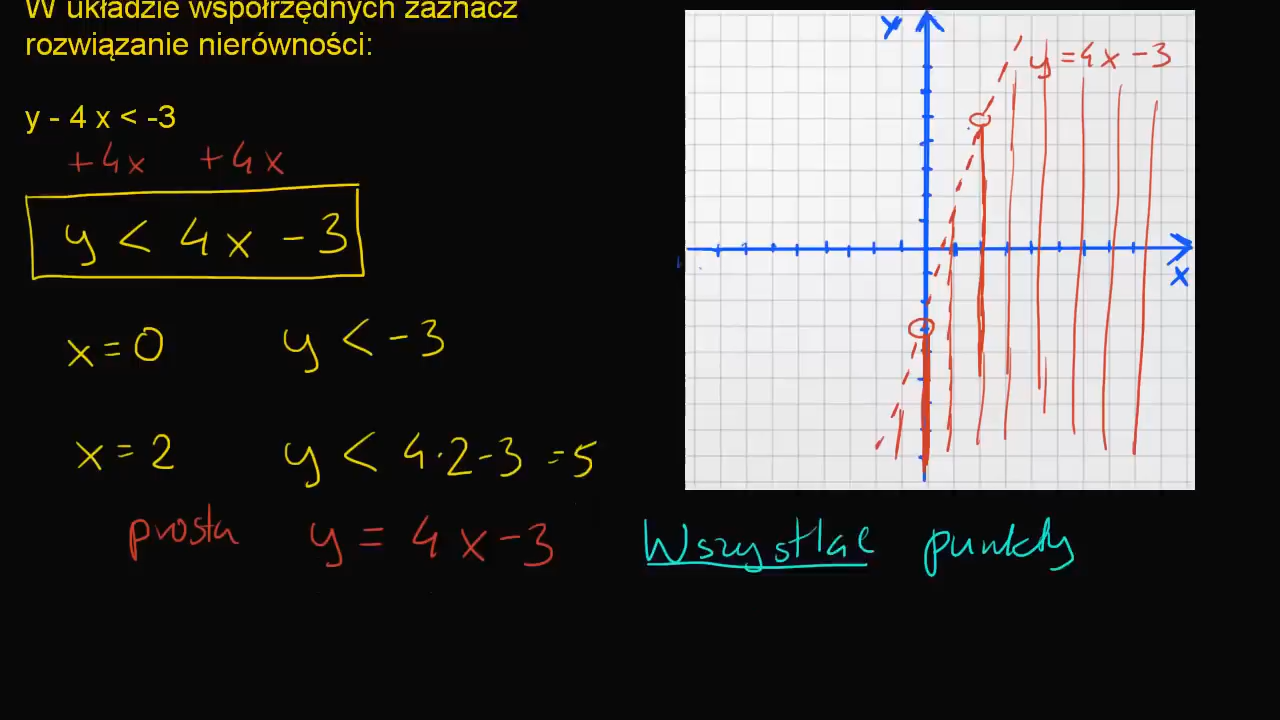 W układzie współrzędnych zaznacz
rozwiązanie nierówności:
y - 4 x < -3
+4x +4x
y < 4x - 3
x = 0 y < -3
x = 2 y < 4·2-3 =5
prosta y = 4x-3
y
y = 4x - 3
x
Wszystkie punkty